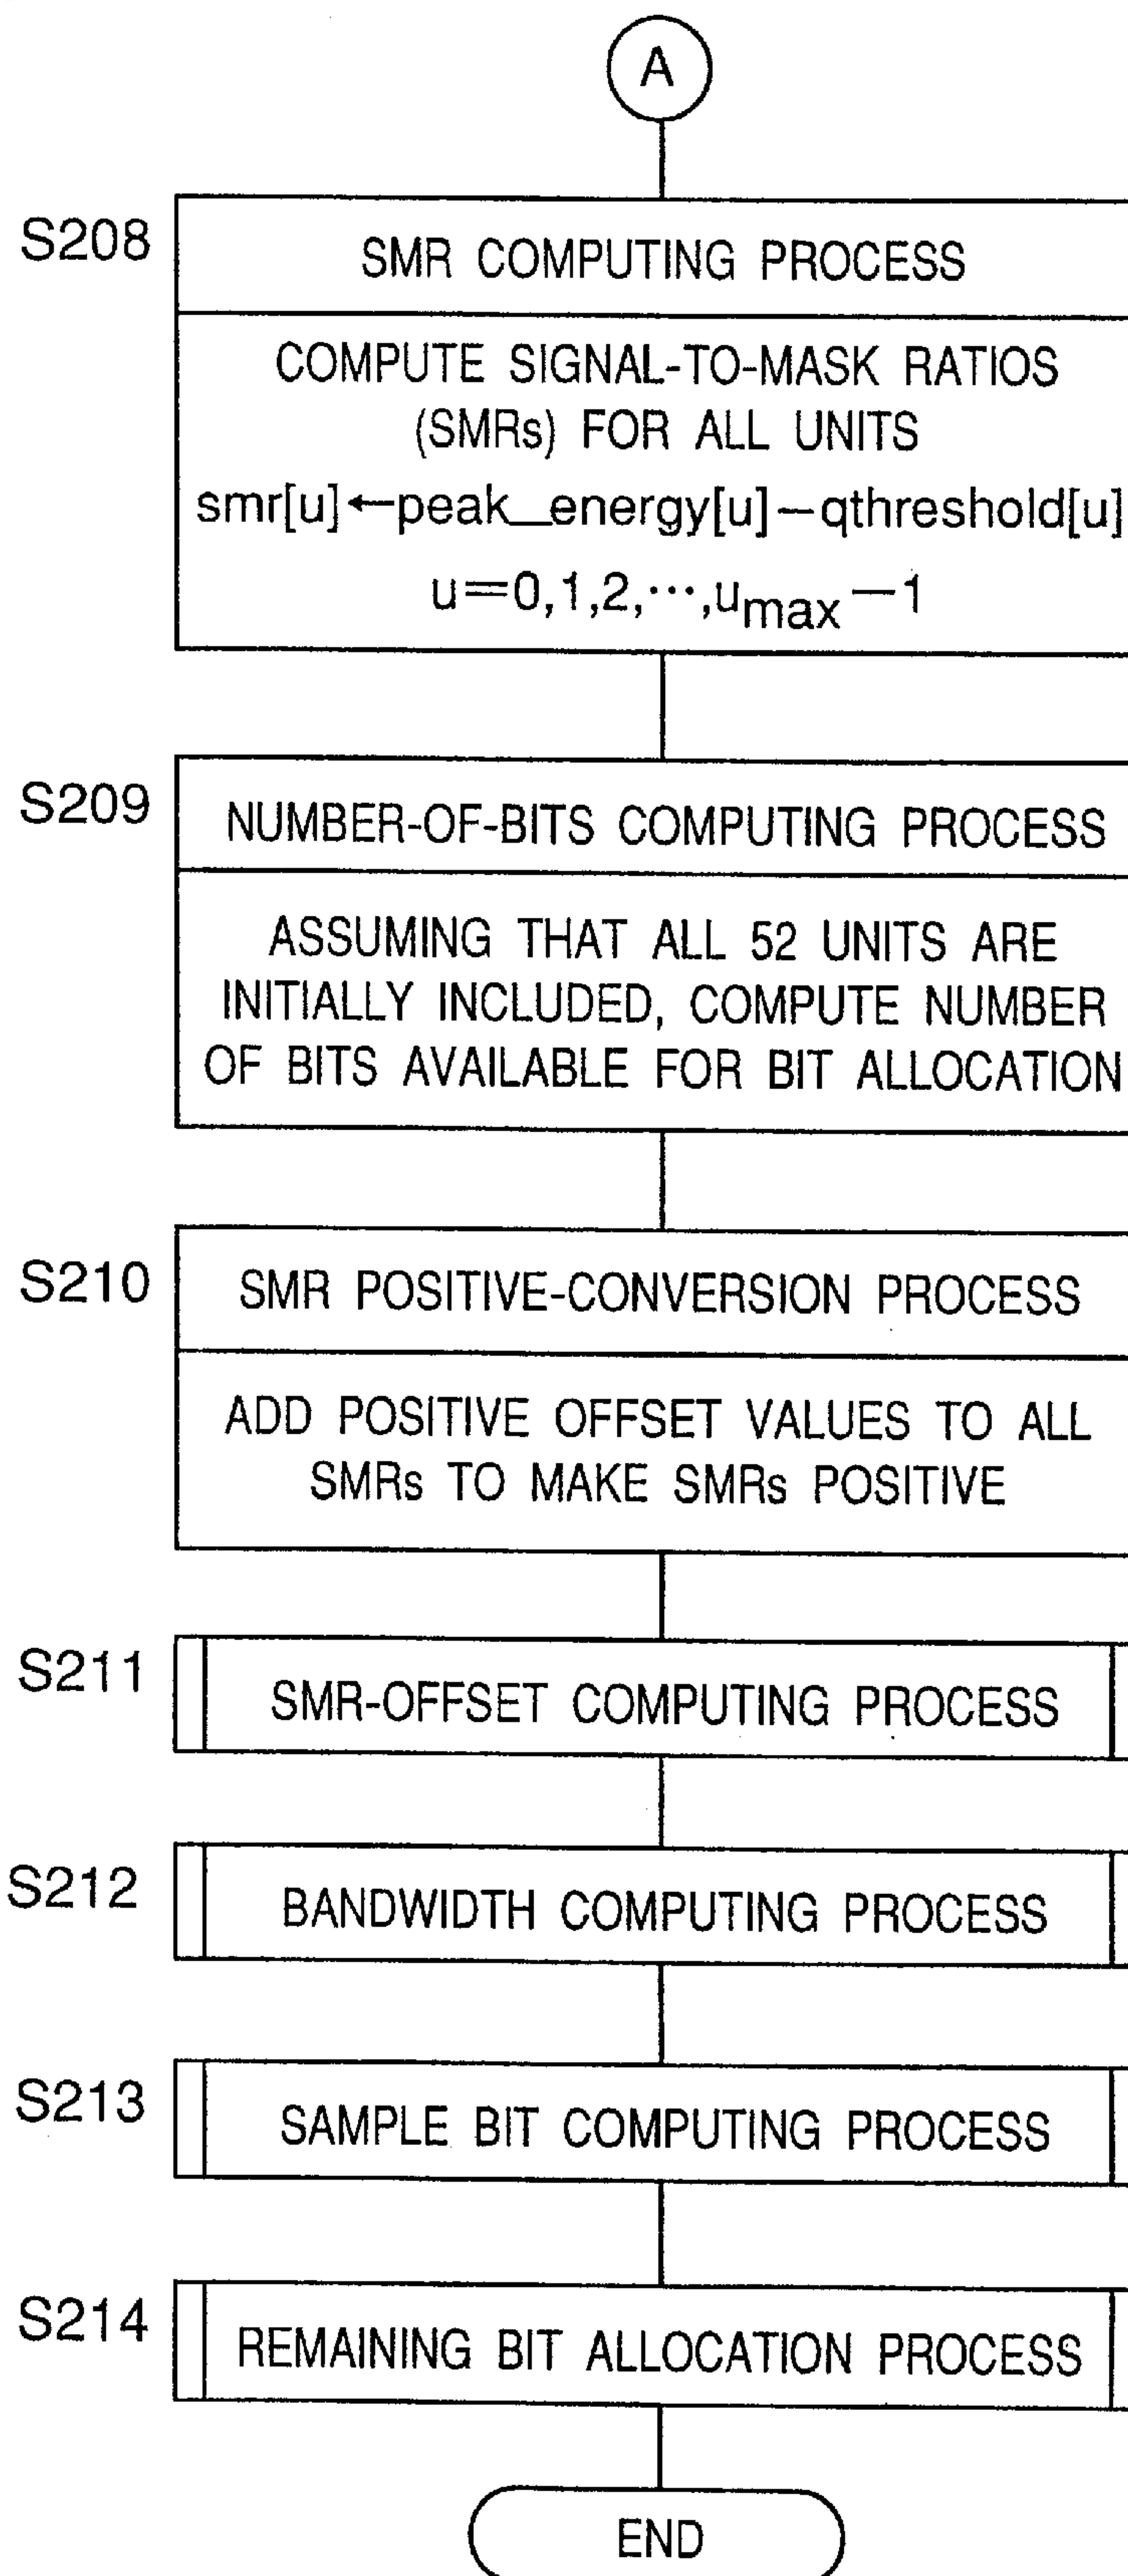 A
S208
SMR COMPUTING PROCESS
COMPUTE SIGNAL-TO-MASK RATIOS
(SMRs) FOR ALL UNITS
smr[u]←peak_energy[u]−qthreshold[u]
u=0,1,2,⋯,umax−1
S209
NUMBER-OF-BITS COMPUTING PROCESS
ASSUMING THAT ALL 52 UNITS ARE
INITIALLY INCLUDED, COMPUTE NUMBER
OF BITS AVAILABLE FOR BIT ALLOCATION
S210
SMR POSITIVE-CONVERSION PROCESS
ADD POSITIVE OFFSET VALUES TO ALL
SMRs TO MAKE SMRs POSITIVE
S211
SMR-OFFSET COMPUTING PROCESS
S212
BANDWIDTH COMPUTING PROCESS
S213
SAMPLE BIT COMPUTING PROCESS
S214
REMAINING BIT ALLOCATION PROCESS
END